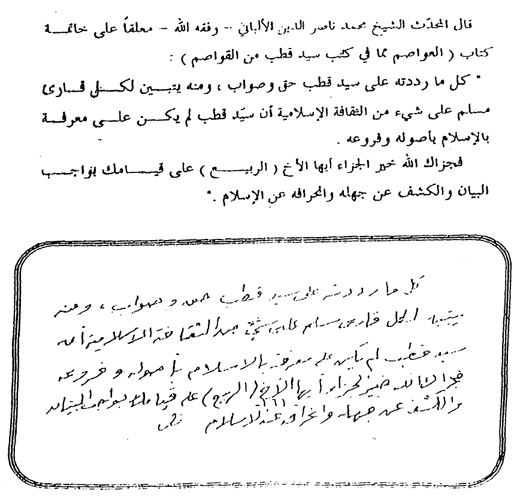 قال المحدّث الشيخ محمد ناصر الدين الألباني -- وفقه الله - معلقاً على خاتمة
كتاب ( العواصم مما في كتب سيد قطب من القواصم ) :
" كل ما رددته على سيد قطب حق وصواب ، ومنه يتبين لكل قارئ
مسلم على شيء من الثقافة الإسلامية أن سيّد قطب لم يكن على معرفة
بالإسلام بأصوله وفروعه .
فجزاك الله خير الجزاء أيها الأخ ( الربيع ) على قيامك بواجب
البيان والكشف عن جهله وانحرافه عن الإسلام . "
كل ما رددته على سيد قطب حق وصواب ، ومنه
يتبين لكل قارئ مسلم على شيء من الثقافة الإسلامية أن
سيد قطب لم يكن على معرفة بالإسلام بأصوله وفروعه
فجزاك الله خير الجزاء أيها الأخ (الربيع) على قيامك بواجب البيان
والكشف عن جهله وانحرافه عن الإسلام